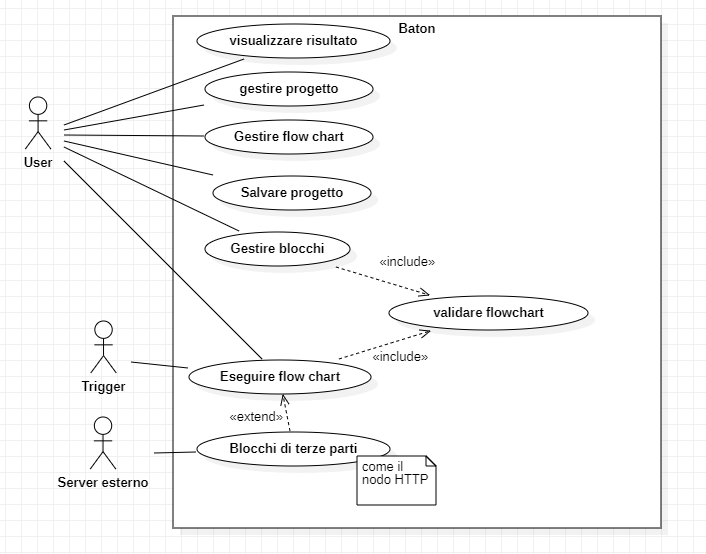 Baton
visualizzare risultato
gestire progetto
Gestire flow chart
User
Salvare progetto
Gestire blocchi
«include»
validare flowchart
«include»
Eseguire flow chart
Trigger
«extend»
Blocchi di terze parti
come il
nodo HTTP
Server esterno